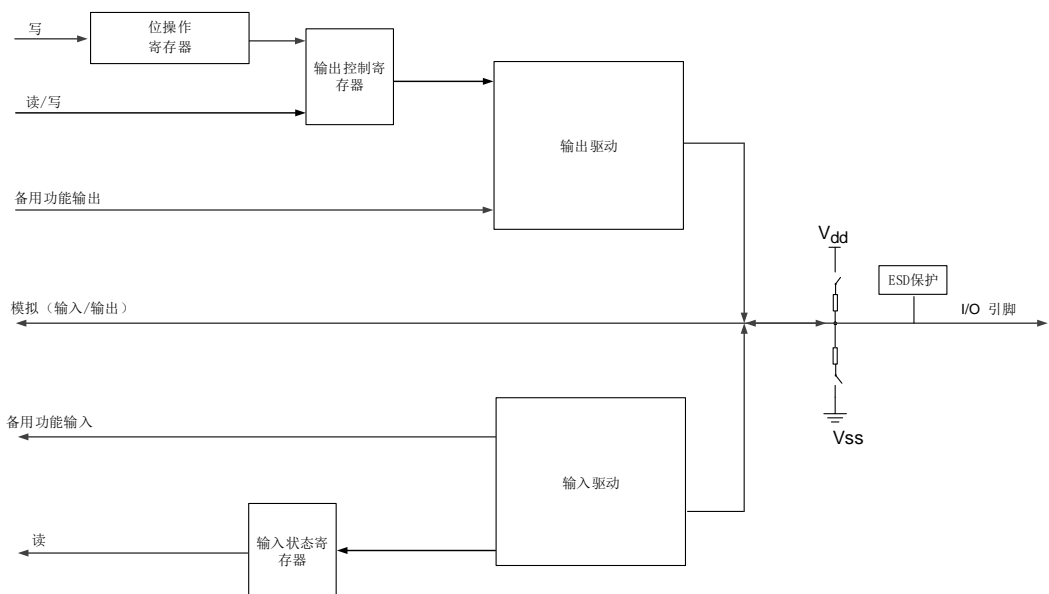 写
位操作
寄存器
输出控制寄
存器
读/写
输出驱动
备用功能输出
Vdd
ESD保护
模拟（输入/输出）
I/O 引脚
备用功能输入
Vss
输入驱动
输入状态寄
存器
读